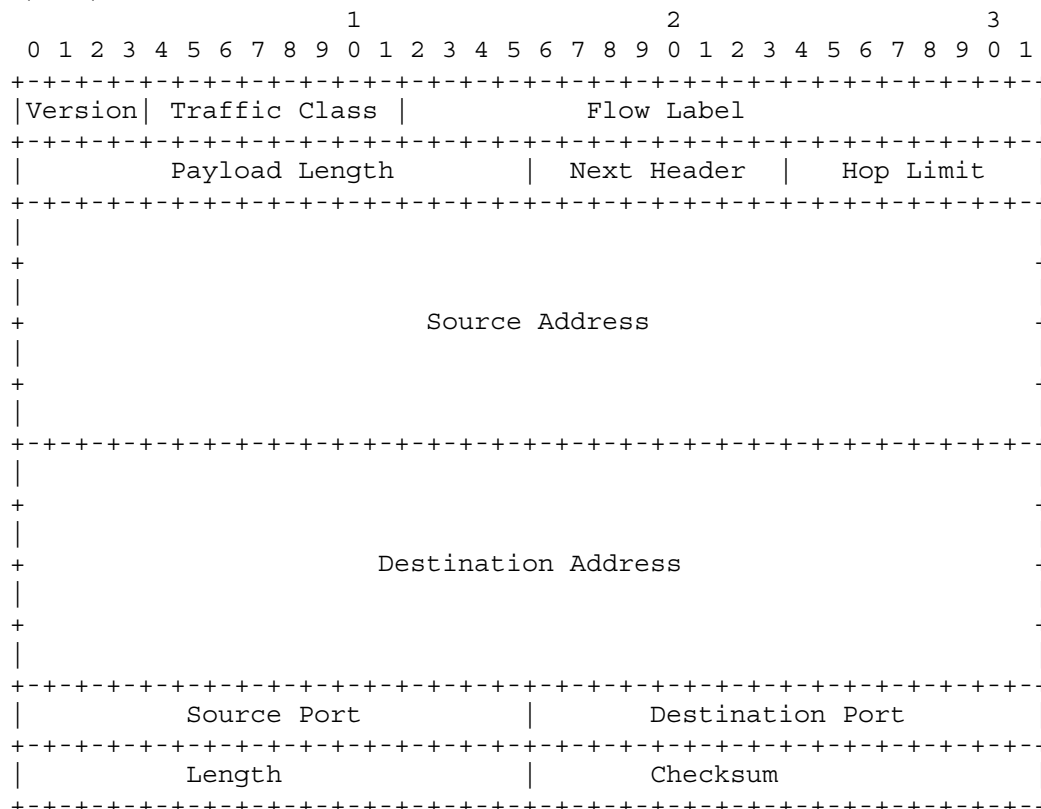 1                   2                   3
 0 1 2 3 4 5 6 7 8 9 0 1 2 3 4 5 6 7 8 9 0 1 2 3 4 5 6 7 8 9 0 1
+-+-+-+-+-+-+-+-+-+-+-+-+-+-+-+-+-+-+-+-+-+-+-+-+-+-+-+-+-+-+-+--
|Version| Traffic Class |           Flow Label
+-+-+-+-+-+-+-+-+-+-+-+-+-+-+-+-+-+-+-+-+-+-+-+-+-+-+-+-+-+-+-+--
|         Payload Length        |  Next Header  |   Hop Limit
+-+-+-+-+-+-+-+-+-+-+-+-+-+-+-+-+-+-+-+-+-+-+-+-+-+-+-+-+-+-+-+--
|
+                                                               -
|
+                         Source Address                        -
|
+                                                               -
|
+-+-+-+-+-+-+-+-+-+-+-+-+-+-+-+-+-+-+-+-+-+-+-+-+-+-+-+-+-+-+-+--
|
+                                                               -
|
+                      Destination Address                      -
|
+                                                               -
|
+-+-+-+-+-+-+-+-+-+-+-+-+-+-+-+-+-+-+-+-+-+-+-+-+-+-+-+-+-+-+-+--
|          Source Port          |       Destination Port
+-+-+-+-+-+-+-+-+-+-+-+-+-+-+-+-+-+-+-+-+-+-+-+-+-+-+-+-+-+-+-+--
|          Length               |       Checksum
+-+-+-+-+-+-+-+-+-+-+-+-+-+-+-+-+-+-+-+-+-+-+-+-+-+-+-+-+-+-+-+--